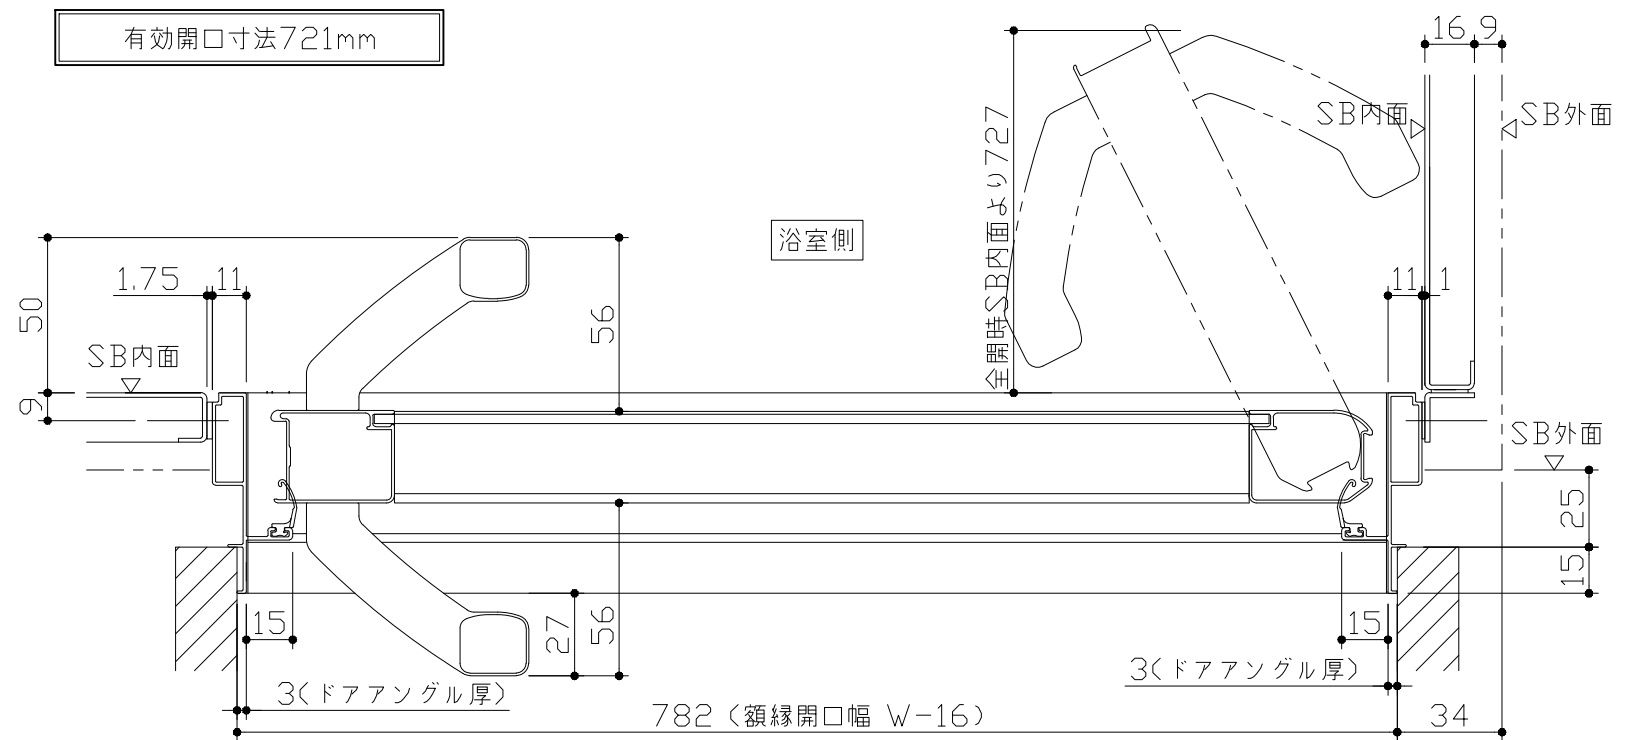 有効開口寸法721mm
16 9
SB内面
SB外面
全開時SB内面より727
浴室側
1.75 11
11 1
50
56
SB内面
9
SB外面
25
15
15
27
56
15
3(ドアアングル厚)
3(ドアアングル厚)
782 (額縁開口幅 W-16)
34